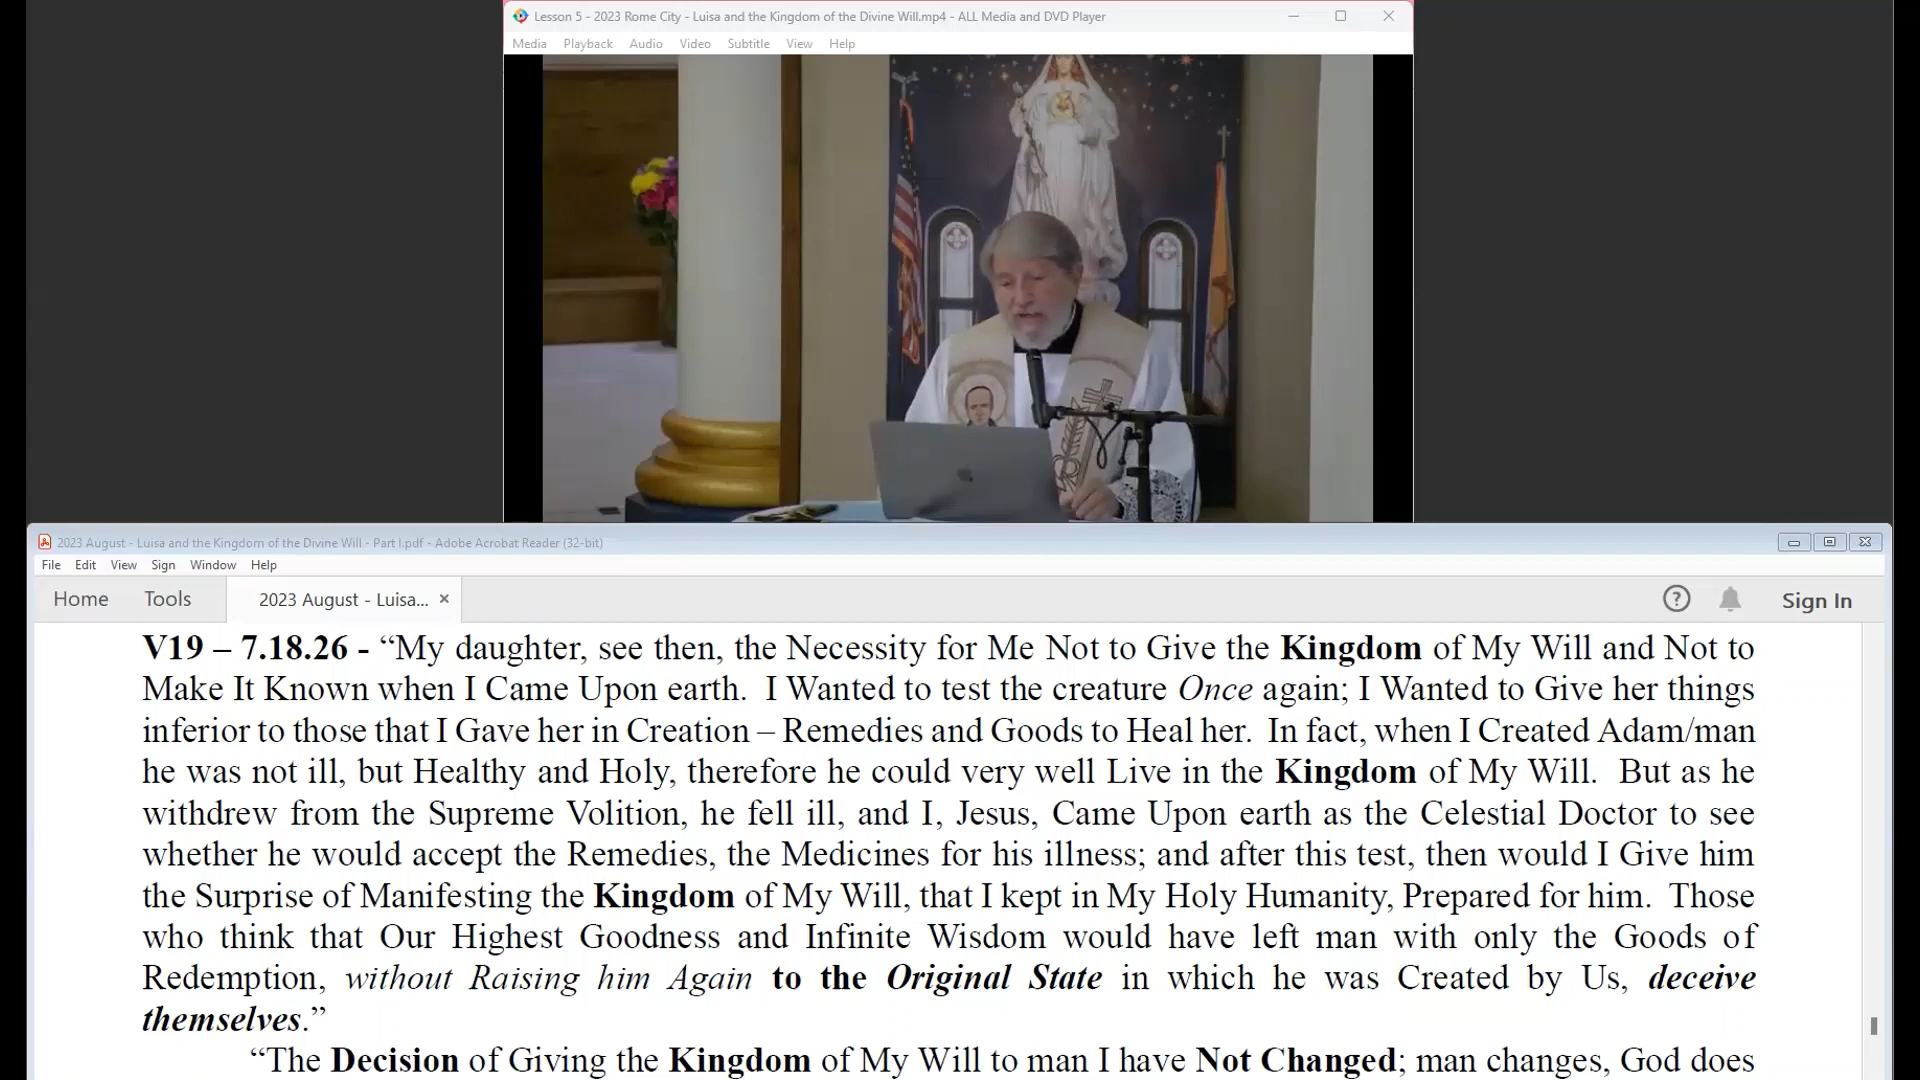 Lesson 5 - 2023 Rome City - Luisa and the Kingdom of the Divine Will.mp4 - ALL Media and DVD Player
Media Playback Audio Video Subtitle View Help
2023 August - Luisa and the Kingdom of the Divine Will - Part I.pdf - Adobe Acrobat Reader (32-bit)
File Edit View Sign Window Help
Home Tools 2023 August - Luisa... × Sign In
V19 – 7.18.26 - “My daughter, see then, the Necessity for Me Not to Give the Kingdom of My Will and Not to
Make It Known when I Came Upon earth. I Wanted to test the creature Once again; I Wanted to Give her things
inferior to those that I Gave her in Creation – Remedies and Goods to Heal her. In fact, when I Created Adam/man
he was not ill, but Healthy and Holy, therefore he could very well Live in the Kingdom of My Will. But as he
withdrew from the Supreme Volition, he fell ill, and I, Jesus, Came Upon earth as the Celestial Doctor to see
whether he would accept the Remedies, the Medicines for his illness; and after this test, then would I Give him
the Surprise of Manifesting the Kingdom of My Will, that I kept in My Holy Humanity, Prepared for him. Those
who think that Our Highest Goodness and Infinite Wisdom would have left man with only the Goods of
Redemption, without Raising him Again to the Original State in which he was Created by Us, deceive
themselves.”
“The Decision of Giving the Kingdom of My Will to man I have Not Changed; man changes, God does